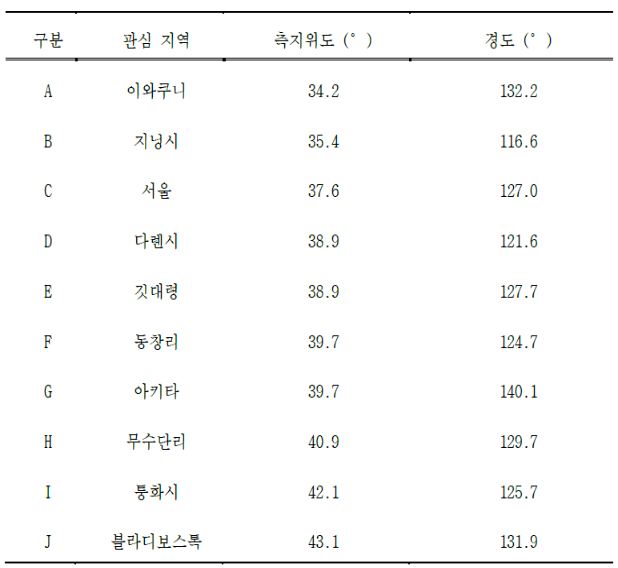 구분 관심 지역 측지위도 (° ) 경도 (° )
A 이와쿠니 34.2 132.2
B 지닝시 35.4 116.6
C 서울 37.6 127.0
D 다롄시 38.9 121.6
E 깃대령 38.9 127.7
F 동창리 39.7 124.7
G 아키타 39.7 140.1
H 무수단리 40.9 129.7
I 퉁화시 42.1 125.7
J 블라디보스톡 43.1 131.9